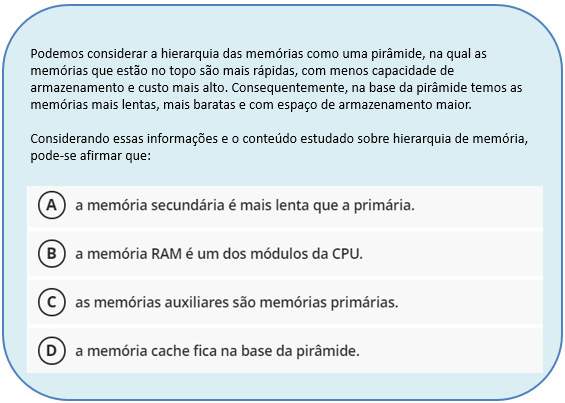 Podemos considerar a hierarquia das memórias como uma pirâmide, na qual as
memórias que estão no topo são mais rápidas, com menos capacidade de
armazenamento e custo mais alto. Consequentemente, na base da pirâmide temos as
memórias mais lentas, mais baratas e com espaço de armazenamento maior.
Considerando essas informações e o conteúdo estudado sobre hierarquia de memória,
pode-se afirmar que:
A a memória secundária é mais lenta que a primária.
B a memória RAM é um dos módulos da CPU.
C as memórias auxiliares são memórias primárias.
D a memória cache fica na base da pirâmide.